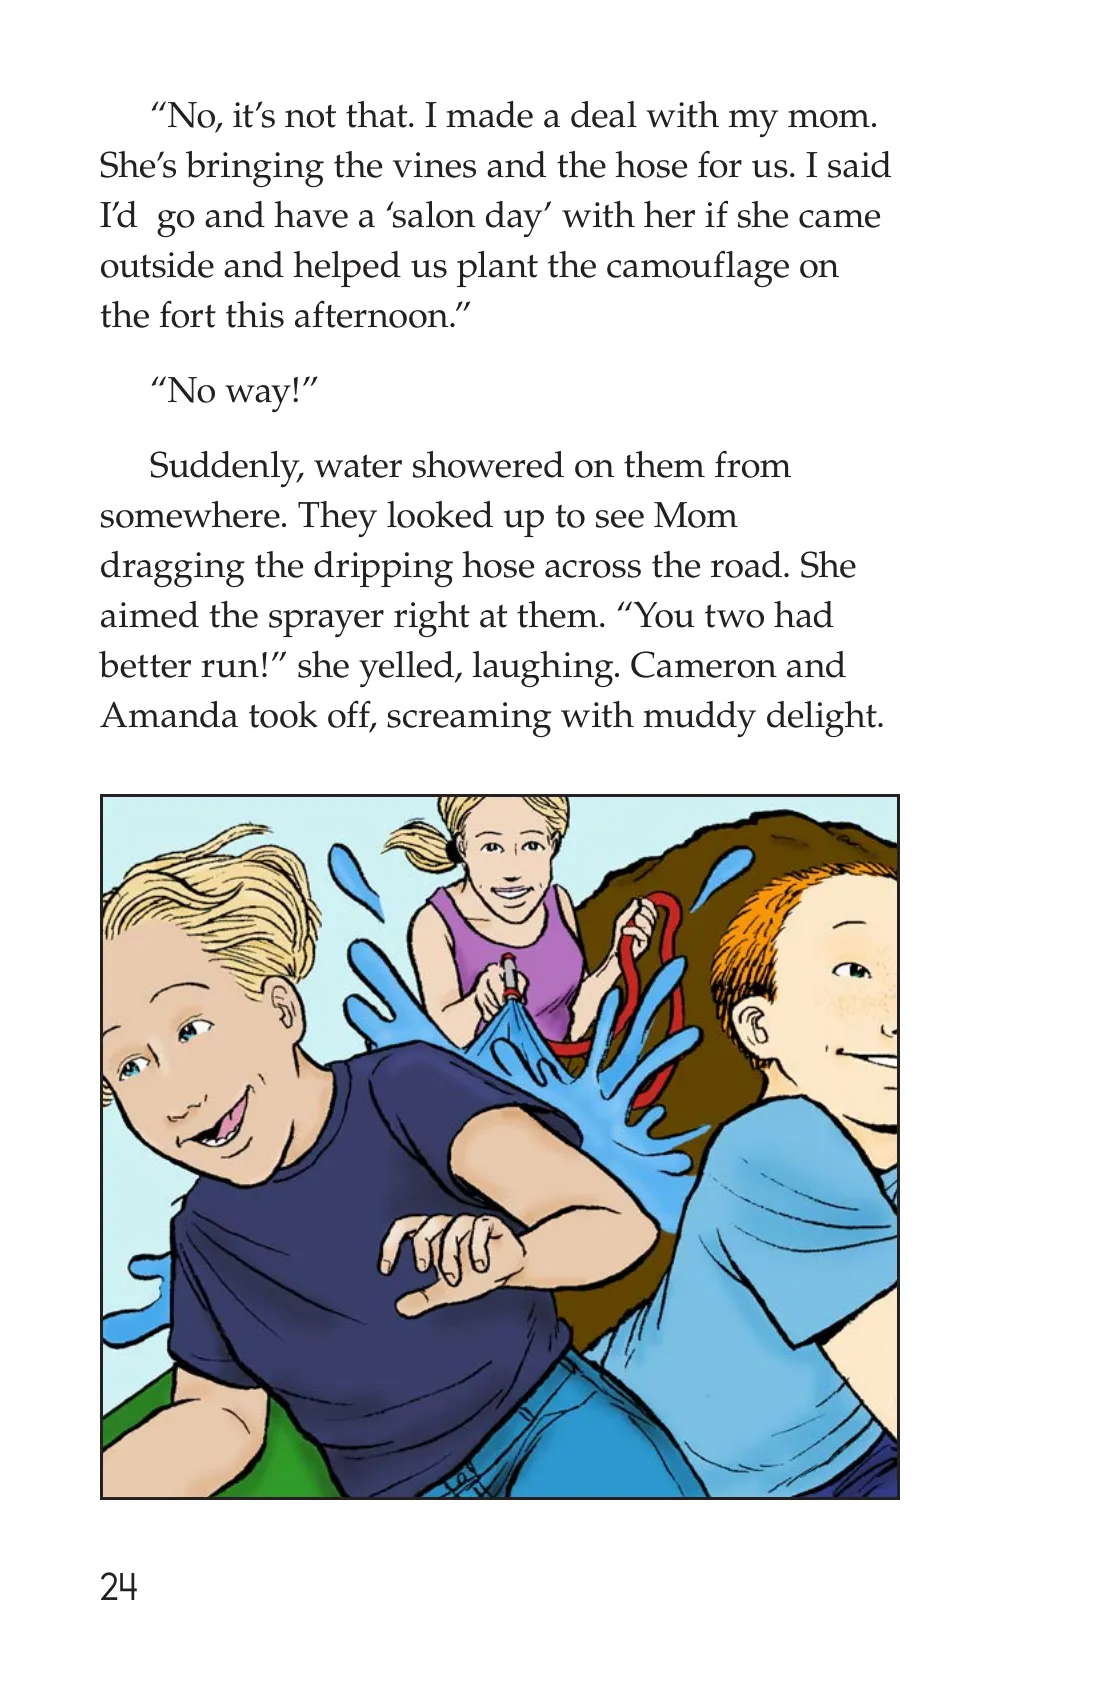 “No, it’s not that. I made a deal with my mom.
She’s bringing the vines and the hose for us. I said
I’d  go and have a ‘salon day’ with her if she came
outside and helped us plant the camouflage on
the fort this afternoon.”
“No way!”
Suddenly, water showered on them from
somewhere. They looked up to see Mom
dragging the dripping hose across the road. She
aimed the sprayer right at them. “You two had
better run!” she yelled, laughing. Cameron and
Amanda took off, screaming with muddy delight.
24